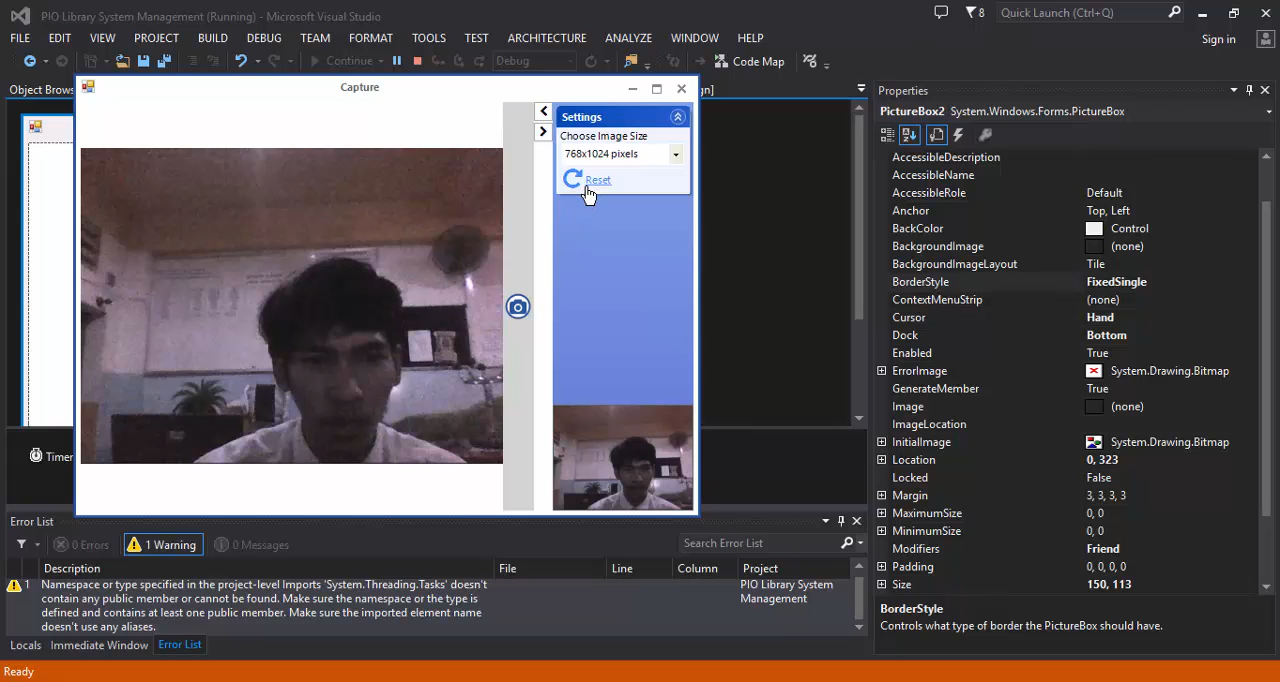 PIO Library System Management (Running) - Microsoft Visual Studio
8
Quick Launch (Ctrl+Q)
FILE EDIT VIEW PROJECT BUILD DEBUG TEAM FORMAT TOOLS TEST ARCHITECTURE ANALYZE WINDOW HELP
Sign in
Continue
Debug
Code Map
Object Brows
gn]
Capture
Settings
Choose Image Size
768x1024 pixels
Reset
Timer
Properties
PictureBox2 System.Windows.Forms.PictureBox
AccessibleDescription
AccessibleName
AccessibleRole Default
Anchor Top, Left
BackColor Control
BackgroundImage (none)
BackgroundImageLayout Tile
BorderStyle FixedSingle
ContextMenuStrip (none)
Cursor Hand
Dock Bottom
Enabled True
ErrorImage System.Drawing.Bitmap
GenerateMember True
Image (none)
ImageLocation
InitialImage System.Drawing.Bitmap
Location 0, 323
Locked False
Margin 3, 3, 3, 3
MaximumSize 0, 0
MinimumSize 0, 0
Modifiers Friend
Padding 0, 0, 0, 0
Size 150, 113
BorderStyle
Controls what type of border the PictureBox should have.
Error List
0 Errors 1 Warning 0 Messages
Search Error List
Description File Line Column Project
1 Namespace or type specified in the project-level Imports 'System.Threading.Tasks' doesn't
contain any public member or cannot be found. Make sure the namespace or the type is
defined and contains at least one public member. Make sure the imported element name
doesn't use any aliases.
PIO Library System
Management
Locals Immediate Window Error List
Ready